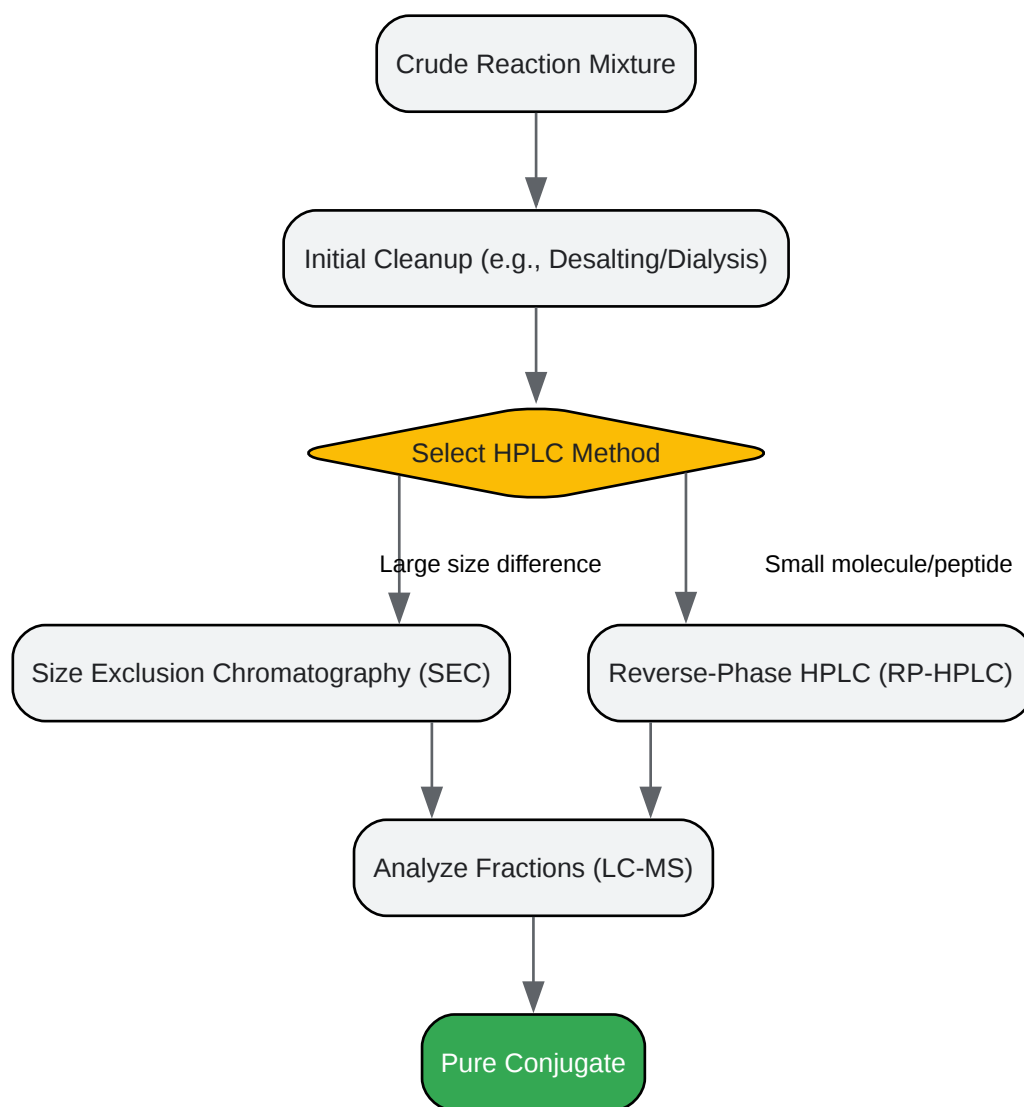 Crude Reaction Mixture
Initial Cleanup (e.g., Desalting/Dialysis)
Select HPLC Method
Large size difference
Small molecule/peptide
Size Exclusion Chromatography (SEC)
Reverse-Phase HPLC (RP-HPLC)
Analyze Fractions (LC-MS)
Pure Conjugate